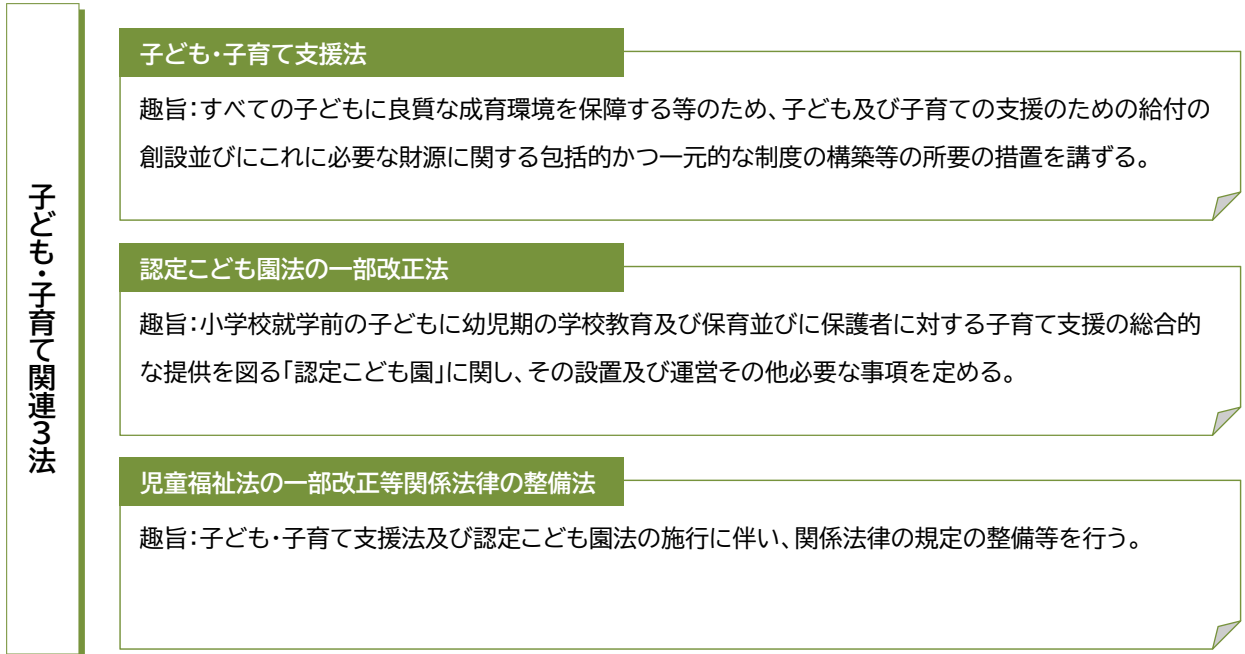 子ども・子育て関連3法
子ども・子育て支援法
趣旨：すべての子どもに良質な成育環境を保障する等のため、子ども及び子育ての支援のための給付の
創設並びにこれに必要な財源に関する包括的かつ一元的な制度の構築等の所要の措置を講ずる。
認定こども園法の一部改正法
趣旨：小学校就学前の子どもに幼児期の学校教育及び保育並びに保護者に対する子育て支援の総合的
な提供を図る「認定こども園」に関し、その設置及び運営その他必要な事項を定める。
児童福祉法の一部改正等関係法律の整備法
趣旨：子ども・子育て支援法及び認定こども園法の施行に伴い、関係法律の規定の整備等を行う。